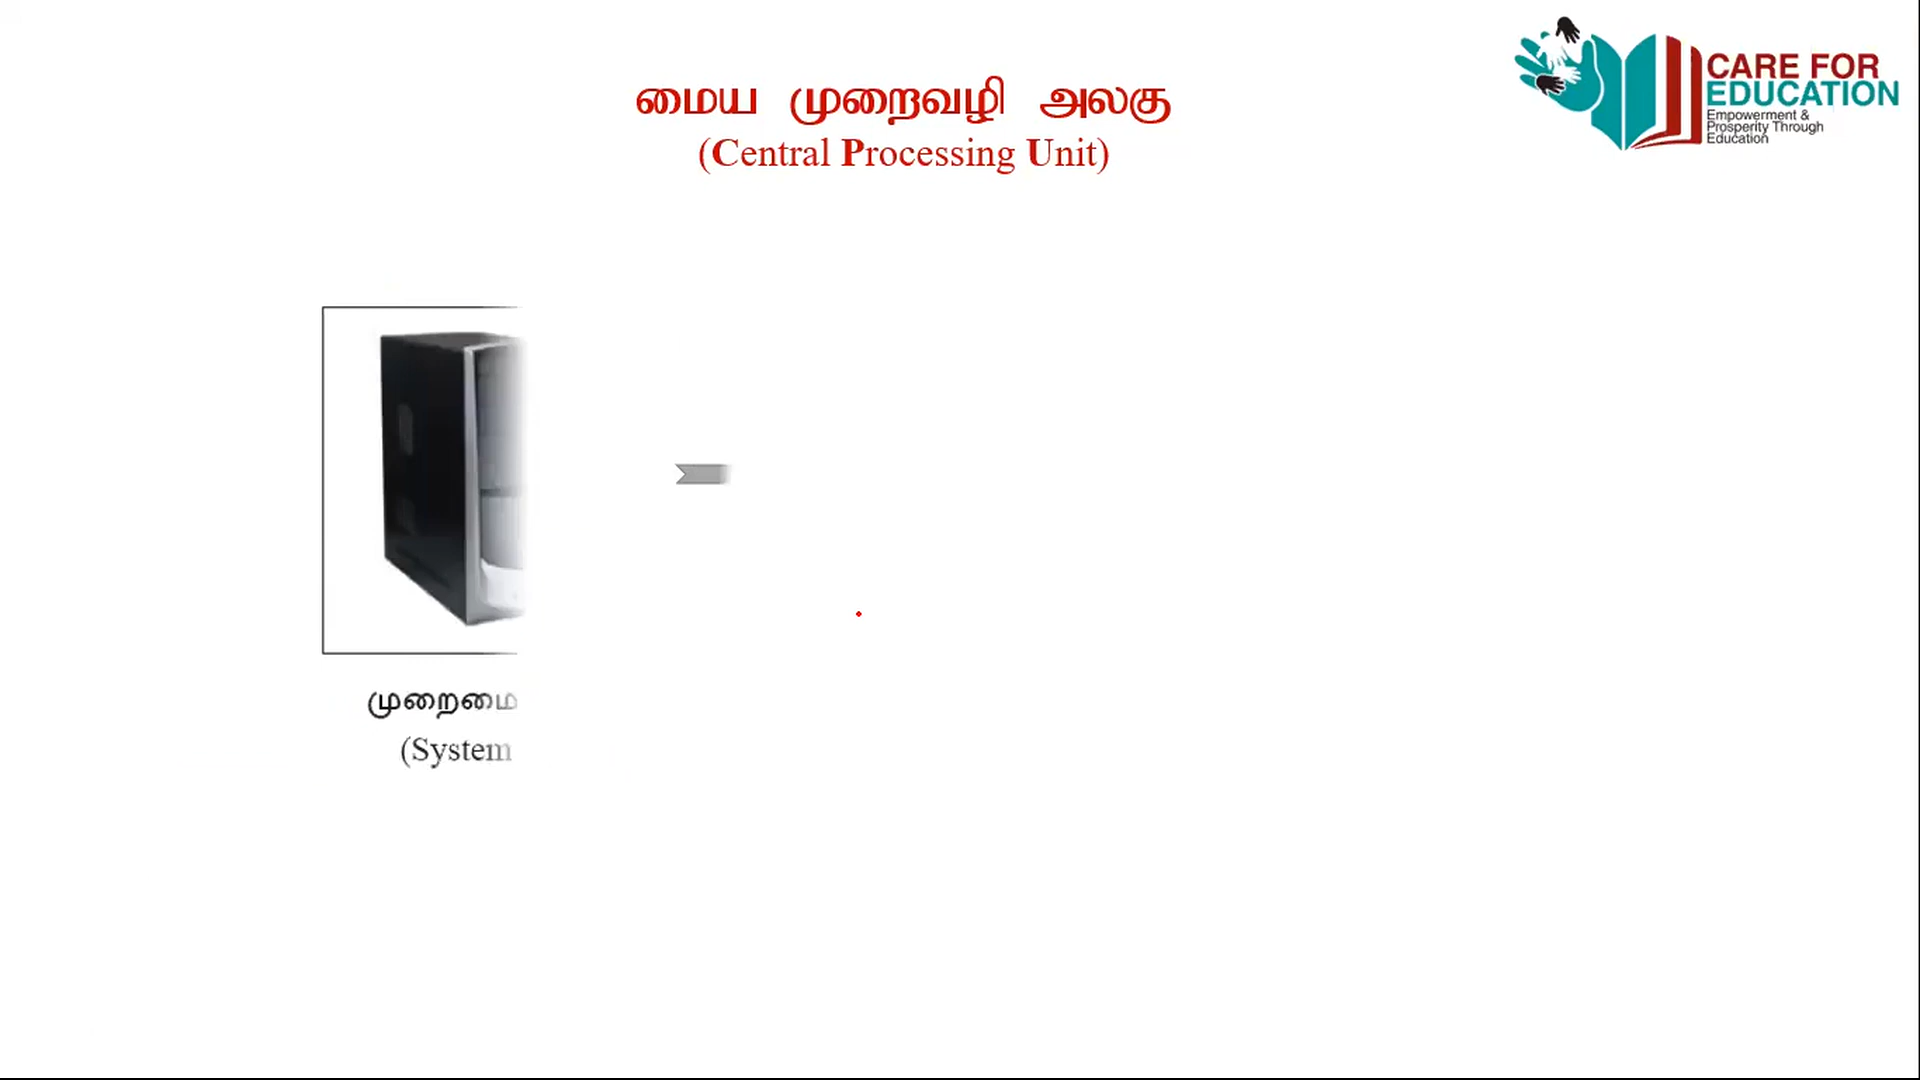 மைய முறைவழி அலகு
(Central Processing Unit)
CARE FOR
EDUCATION
Empowerment &
Prosperity Through
Education
முறைமை
(System